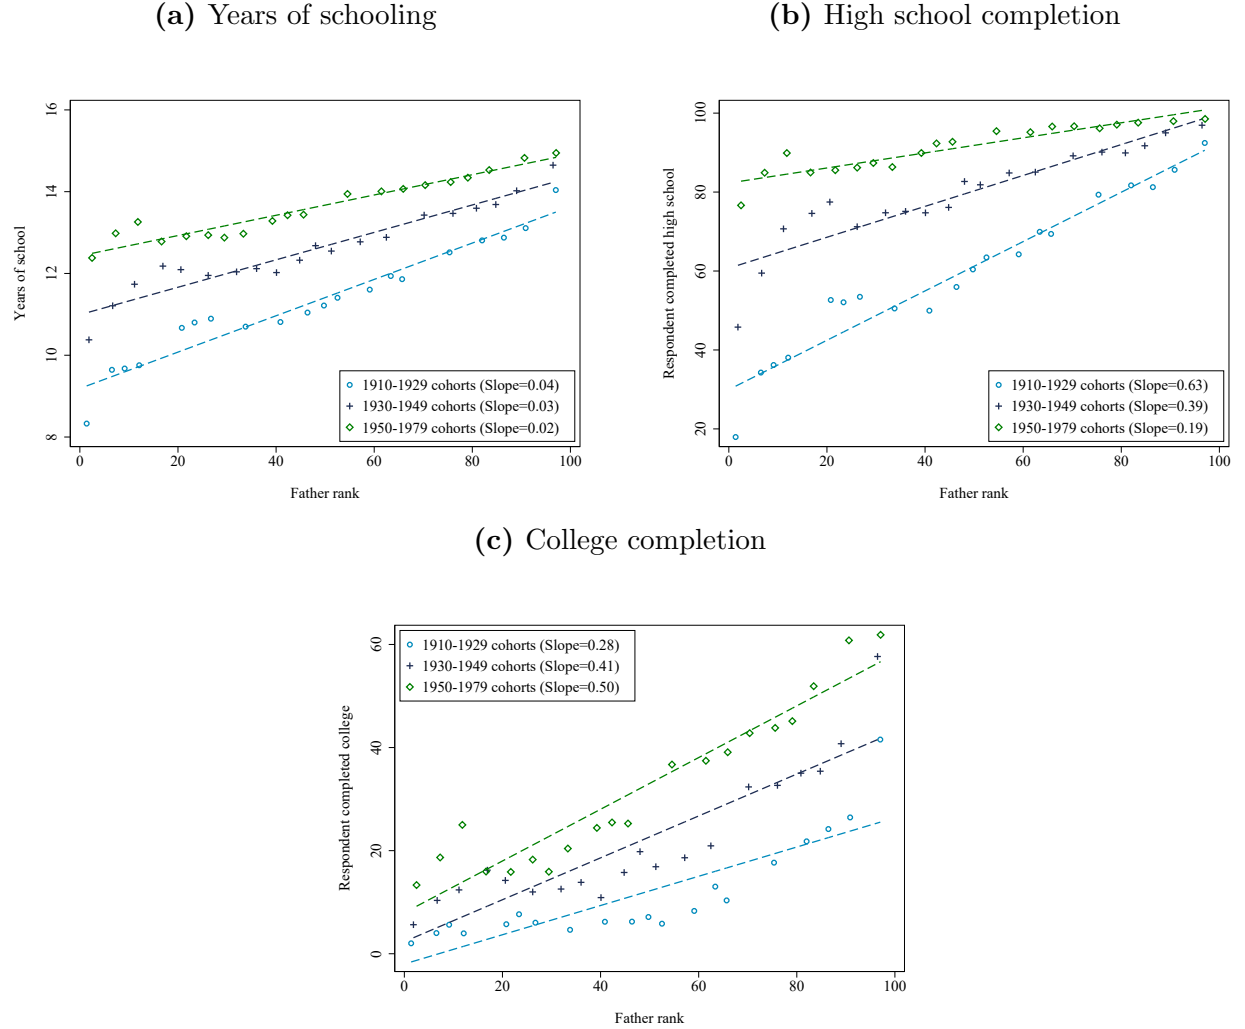 (a) Years of schooling
(b) High school completion
16
14
12
10
8
Years of school
1910-1929 cohorts (Slope=0.04)
1930-1949 cohorts (Slope=0.03)
1950-1979 cohorts (Slope=0.02)
0 20 40 60 80 100
Father rank
100
80
60
40
20
Respondent completed high school
1910-1929 cohorts (Slope=0.63)
1930-1949 cohorts (Slope=0.39)
1950-1979 cohorts (Slope=0.19)
0 20 40 60 80 100
Father rank
(c) College completion
60
40
20
0
Respondent completed college
1910-1929 cohorts (Slope=0.28)
1930-1949 cohorts (Slope=0.41)
1950-1979 cohorts (Slope=0.50)
0 20 40 60 80 100
Father rank